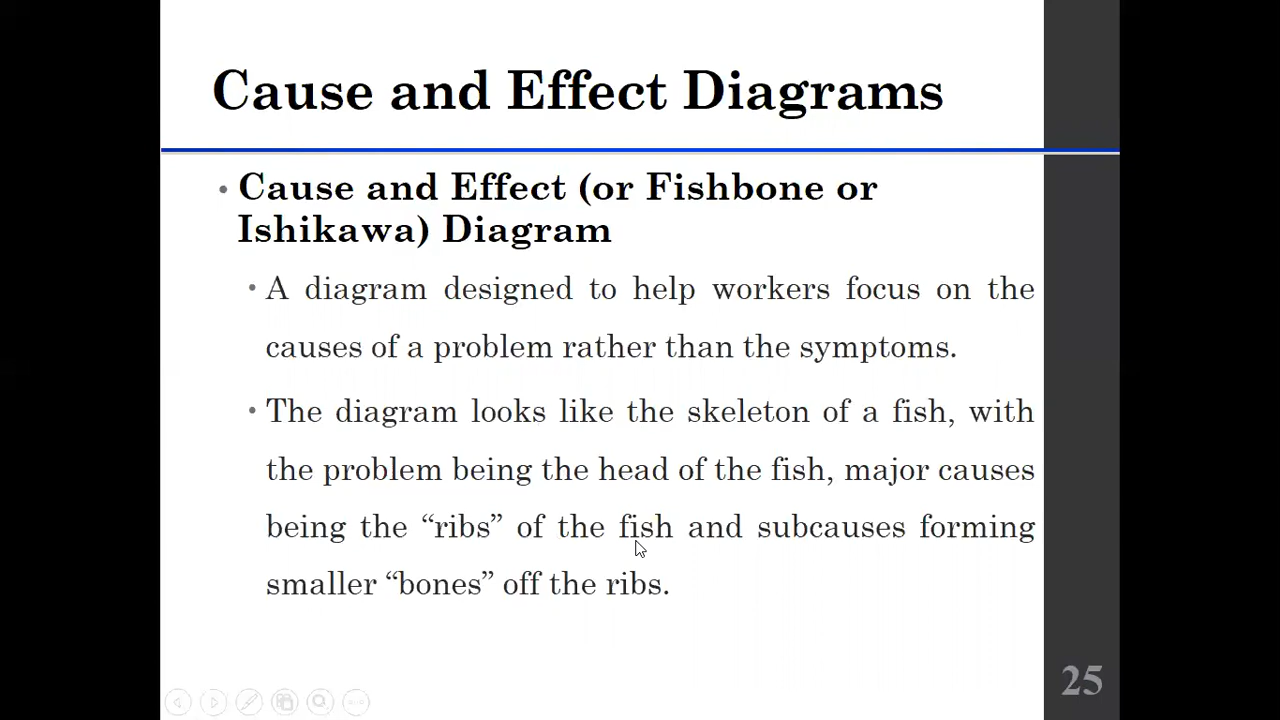 Cause and Effect Diagrams
• Cause and Effect (or Fishbone or
Ishikawa) Diagram
• A diagram designed to help workers focus on the
causes of a problem rather than the symptoms.
• The diagram looks like the skeleton of a fish, with
the problem being the head of the fish, major causes
being the “ribs” of the fish and subcauses forming
smaller “bones” off the ribs.
25